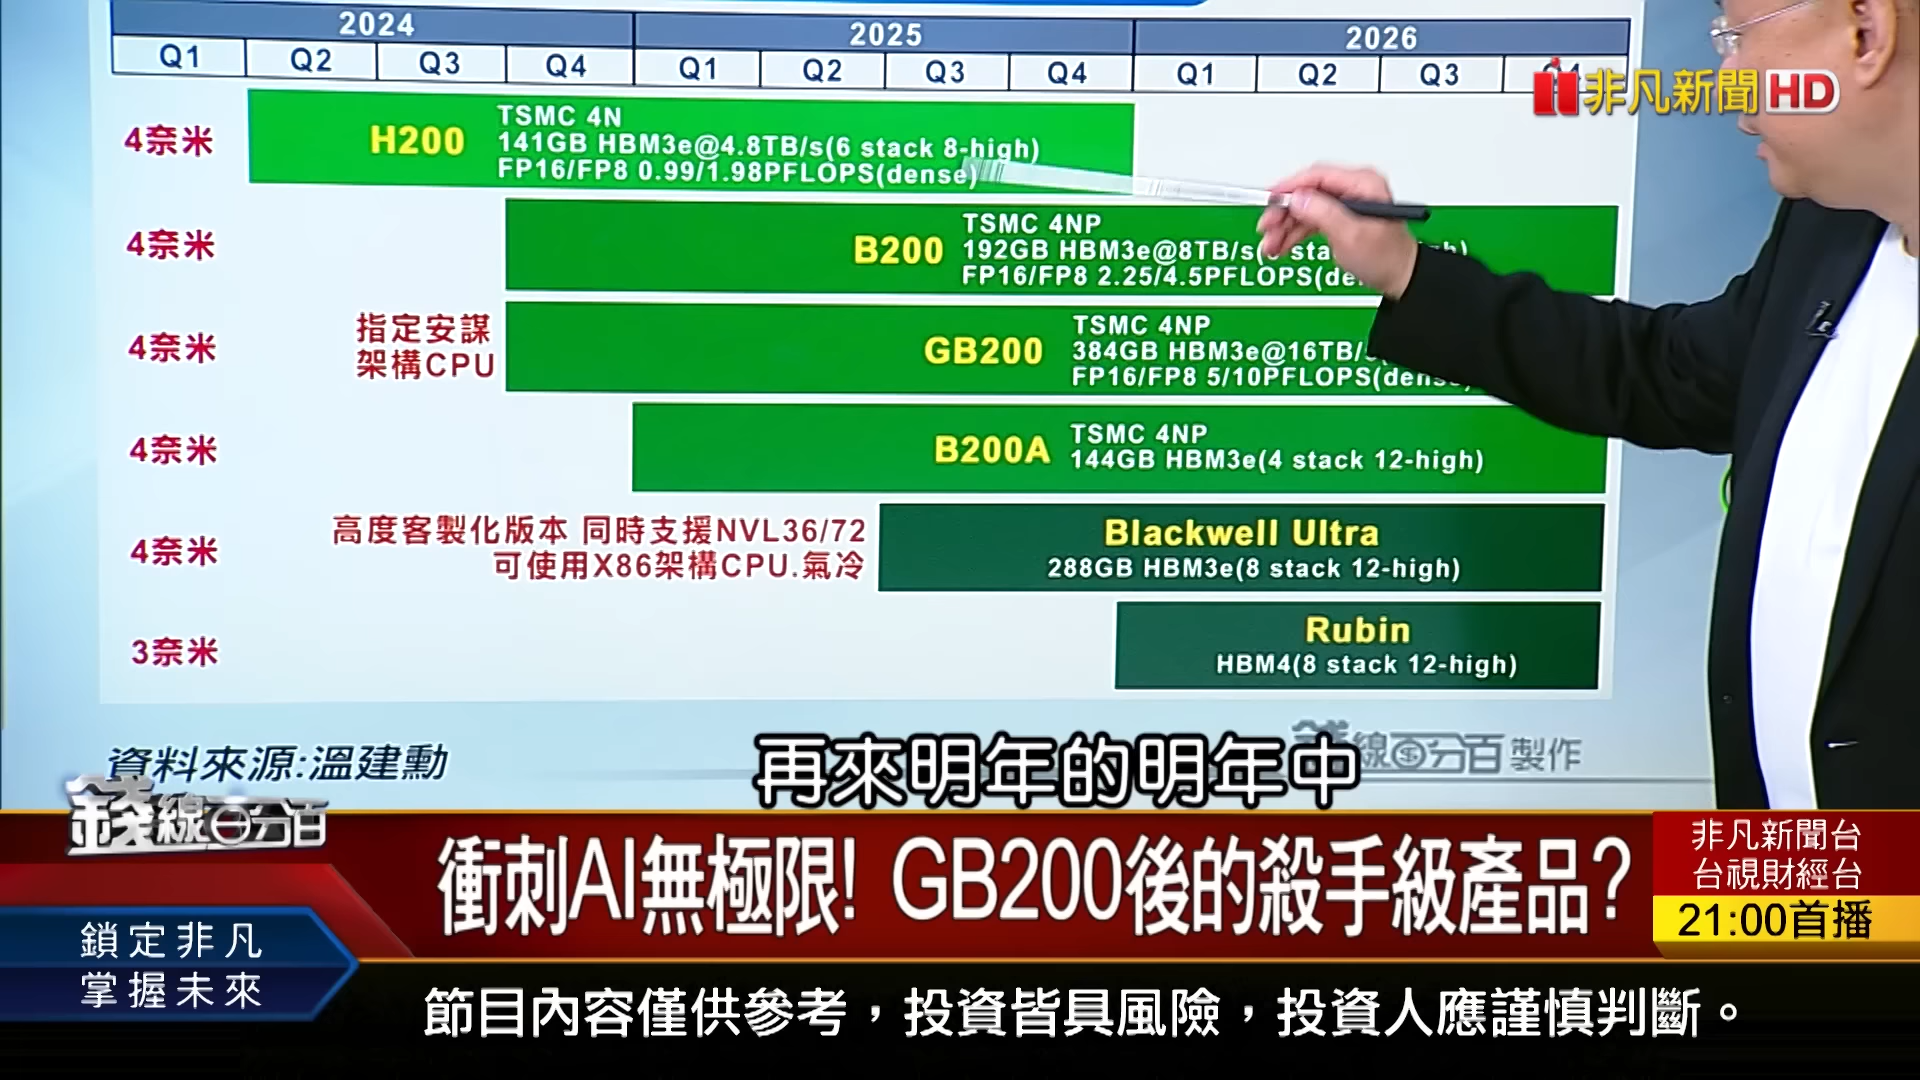 2024 2025 2026
Q1 Q2 Q3 Q4 Q1 Q2 Q3 Q4 Q1 Q2 Q3
非凡新聞HD
4奈米
H200
TSMC 4N
141GB HBM3e@4.8TB/s(6 stack 8-high)
FP16/FP8 0.99/1.98PFLOPS(dense)
4奈米
B200
TSMC 4NP
192GB HBM3e@8TB/s
FP16/FP8 2.25/4.5PFLOPS
4奈米
指定安謀
架構CPU
GB200
TSMC 4NP
384GB HBM3e@16TB/
FP16/FP8 5/10PFLOPS(dense)
4奈米
B200A
TSMC 4NP
144GB HBM3e(4 stack 12-high)
4奈米
高度客製化版本 同時支援NVL36/72
可使用X86架構CPU.氣冷
Blackwell Ultra
288GB HBM3e(8 stack 12-high)
3奈米
Rubin
HBM4(8 stack 12-high)
資料來源:溫建勳
錢線百分百製作
再來明年的明年中
錢線百分百
衝刺AI無極限! GB200後的殺手級產品?
非凡新聞台
台視財經台
21:00首播
鎖定非凡
掌握未來
節目內容僅供參考，投資皆具風險，投資人應謹慎判斷。